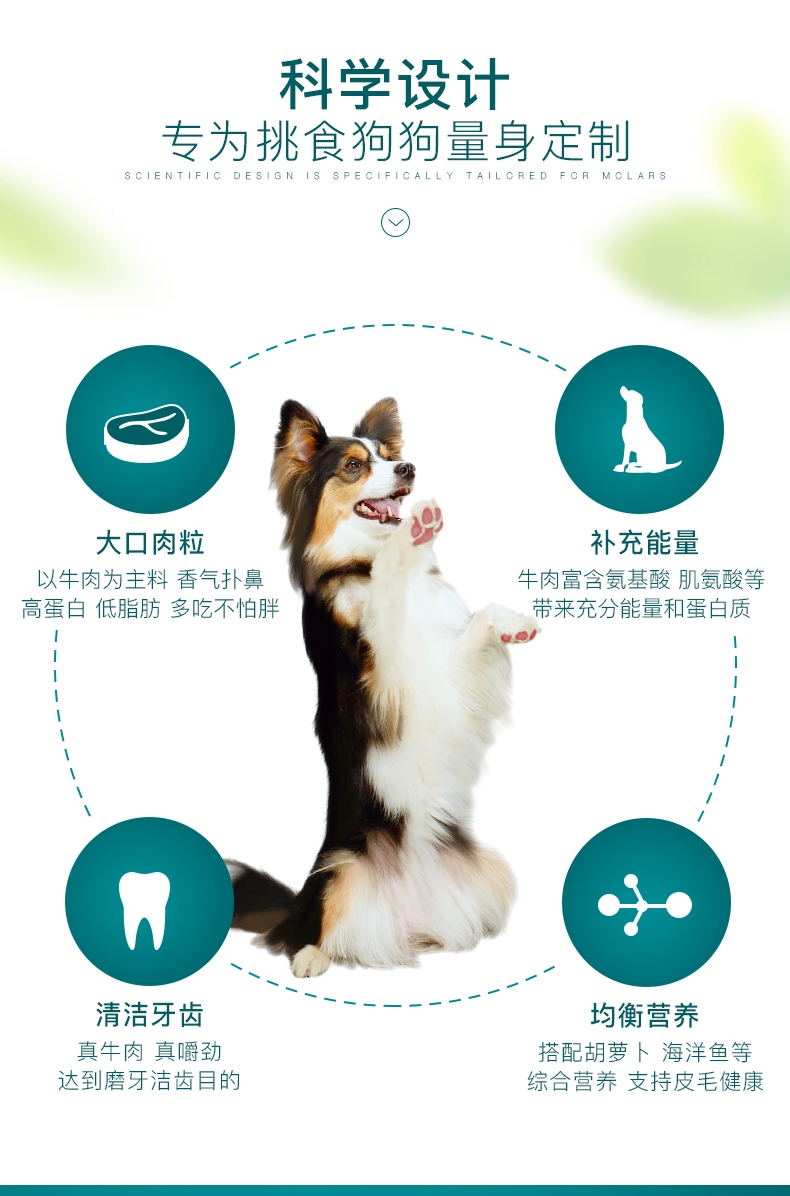 科学设计
专为挑食狗狗量身定制
SCIENTIFIC DESIGN IS SPECIFICALLY TAILORED FOR MOLARS
大口肉粒
以牛肉为主料 香气扑鼻
高蛋白 低脂肪 多吃不怕胖
补充能量
牛肉富含氨基酸 肌氨酸等
带来充分能量和蛋白质
清洁牙齿
真牛肉 真嚼劲
达到磨牙洁齿目的
均衡营养
搭配胡萝卜 海洋鱼等
综合营养 支持皮毛健康